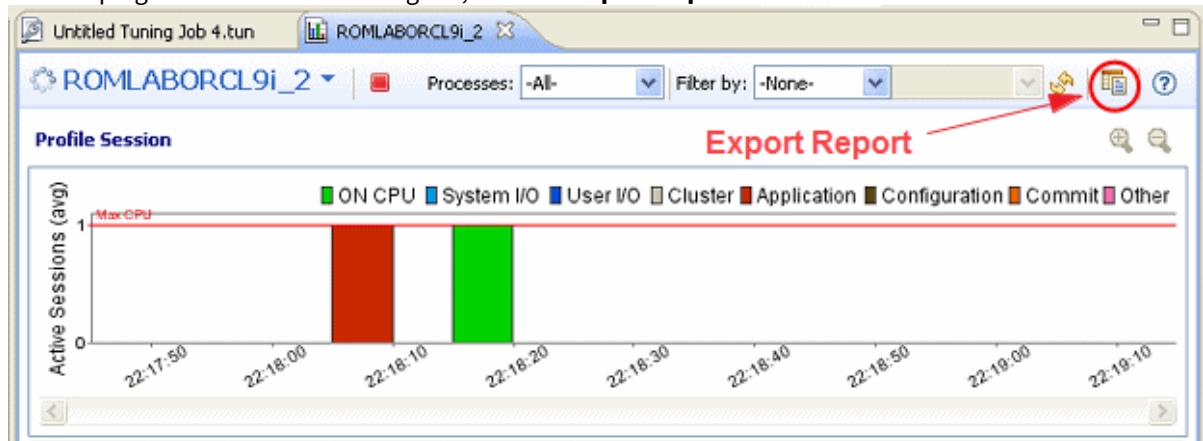 Untitled Tuning Job 4.tun ROMLABORCL9i_2
ROMLABORCL9i_2 Processes: -All- Filter by: -None-
Export Report
Profile Session
ON CPU System I/O User I/O Cluster Application Configuration Commit Other
Max CPU
Active Sessions (avg)
1
0
22:17:50 22:18:00 22:18:10 22:18:20 22:18:30 22:18:40 22:18:50 22:19:00 22:19:10